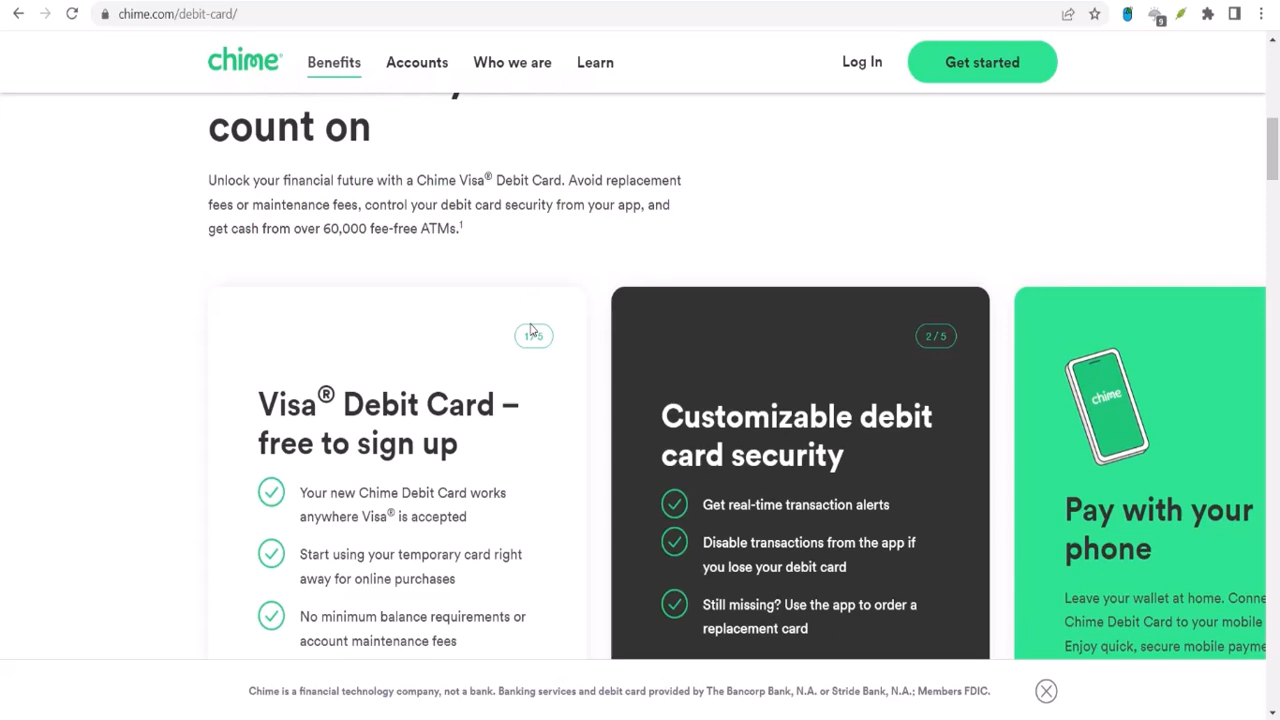 chime.com/debit-card/
9
chime
Benefits
Accounts
Who we are
Learn
Log In
Get started
count on
Unlock your financial future with a Chime Visa® Debit Card. Avoid replacement
fees or maintenance fees, control your debit card security from your app, and
get cash from over 60,000 fee-free ATMs.¹
1/5
Visa® Debit Card –
free to sign up
Your new Chime Debit Card works
anywhere Visa® is accepted
Start using your temporary card right
away for online purchases
No minimum balance requirements or
account maintenance fees
2/5
Customizable debit
card security
Get real-time transaction alerts
Disable transactions from the app if
you lose your debit card
Still missing? Use the app to order a
replacement card
chime
Pay with your
phone
Leave your wallet at home. Conne
Chime Debit Card to your mobile
Enjoy quick, secure mobile payme
Chime is a financial technology company, not a bank. Banking services and debit card provided by The Bancorp Bank, N.A. or Stride Bank, N.A.; Members FDIC.